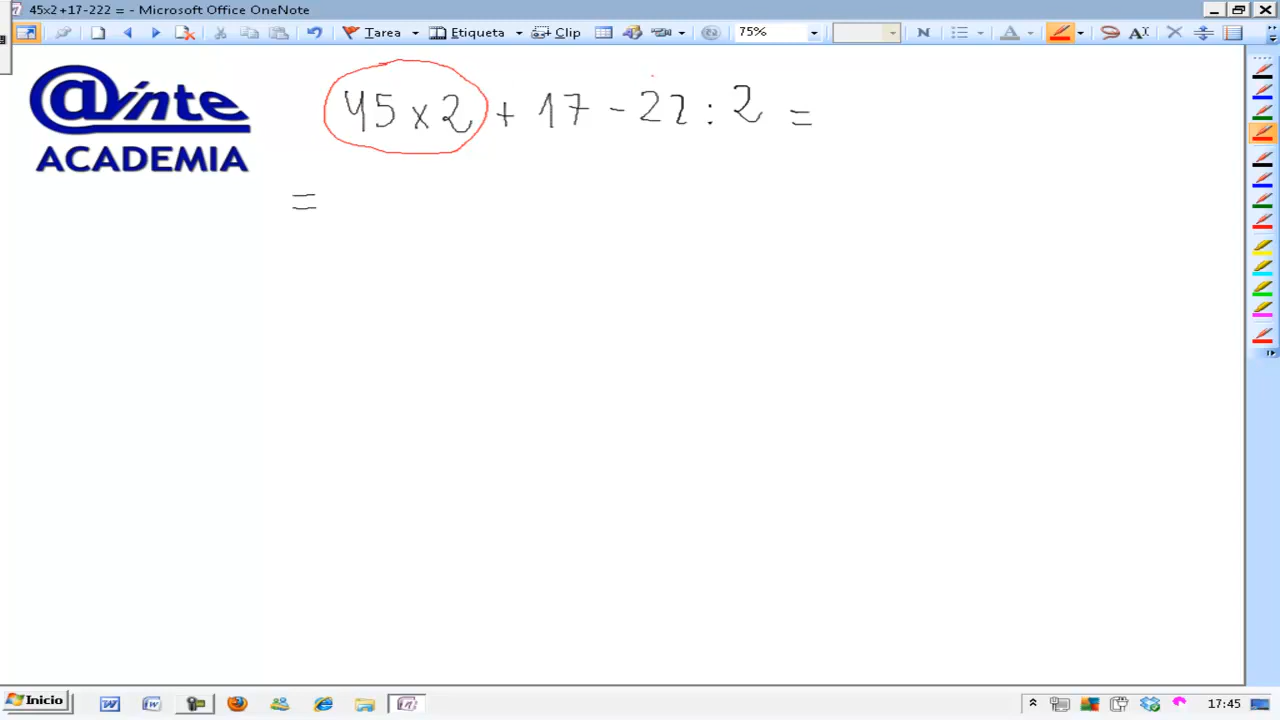 45x2+17-222 = - Microsoft Office OneNote
Tarea Etiqueta Clip 75% N A A
@inte
ACADEMIA
45 x 2 + 17 - 22 : 2 =
=
Inicio 17:45